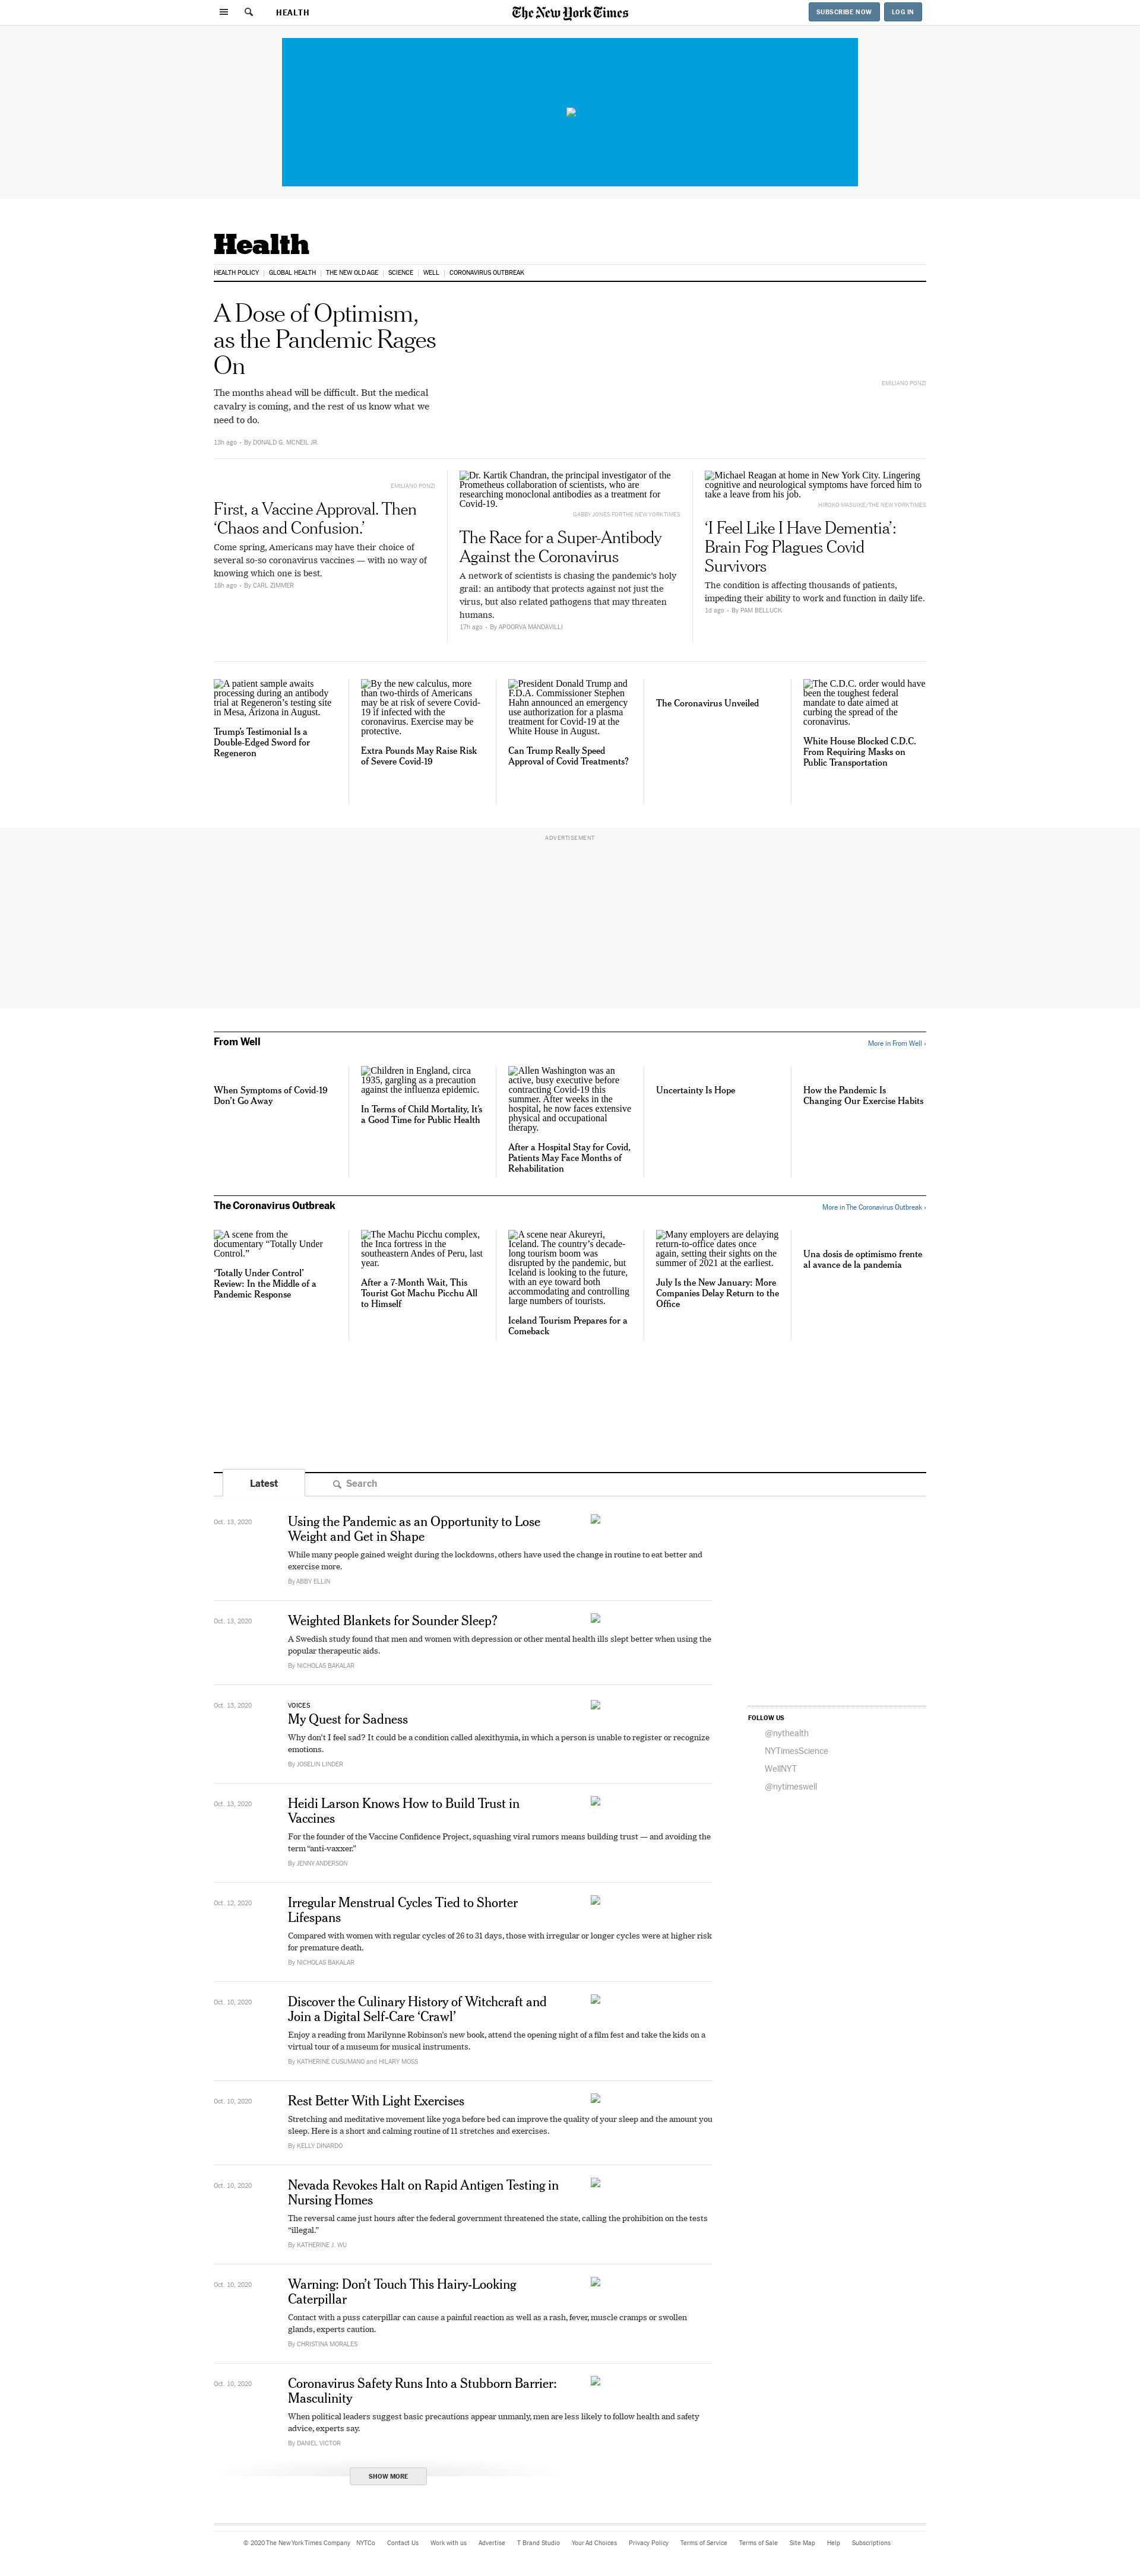 HEALTH
The New York Times
SUBSCRIBE NOW
LOG IN
Health
HEALTH POLICY
GLOBAL HEALTH
THE NEW OLD AGE
SCIENCE
WELL
CORONAVIRUS OUTBREAK
A Dose of Optimism,
as the Pandemic Rages
On
The months ahead will be difficult. But the medical
cavalry is coming, and the rest of us know what we
need to do.
13h ago • By DONALD G. MCNEIL JR.
EMILIANO PONZI
EMILIANO PONZI
First, a Vaccine Approval. Then
‘Chaos and Confusion.’
Come spring, Americans may have their choice of
several so-so coronavirus vaccines — with no way of
knowing which one is best.
18h ago • By CARL ZIMMER
Dr. Kartik Chandran, the principal investigator of the
Prometheus collaboration of scientists, who are
researching monoclonal antibodies as a treatment for
Covid-19.
GABBY JONES FOR THE NEW YORK TIMES
The Race for a Super-Antibody
Against the Coronavirus
A network of scientists is chasing the pandemic’s holy
grail: an antibody that protects against not just the
virus, but also related pathogens that may threaten
humans.
17h ago • By APOORVA MANDAVILLI
Michael Reagan at home in New York City. Lingering
cognitive and neurological symptoms have forced him to
take a leave from his job.
HIROKO MASUIKE/THE NEW YORK TIMES
‘I Feel Like I Have Dementia’:
Brain Fog Plagues Covid
Survivors
The condition is affecting thousands of patients,
impeding their ability to work and function in daily life.
1d ago • By PAM BELLUCK
A patient sample awaits
processing during an antibody
trial at Regeneron’s testing site
in Mesa, Arizona in August.
Trump’s Testimonial Is a
Double-Edged Sword for
Regeneron
By the new calculus, more
than two-thirds of Americans
may be at risk of severe Covid-
19 if infected with the
coronavirus. Exercise may be
protective.
Extra Pounds May Raise Risk
of Severe Covid-19
President Donald Trump and
F.D.A. Commissioner Stephen
Hahn announced an emergency
use authorization for a plasma
treatment for Covid-19 at the
White House in August.
Can Trump Really Speed
Approval of Covid Treatments?
The Coronavirus Unveiled
The C.D.C. order would have
been the toughest federal
mandate to date aimed at
curbing the spread of the
coronavirus.
White House Blocked C.D.C.
From Requiring Masks on
Public Transportation
ADVERTISEMENT
From Well
More in From Well ›
When Symptoms of Covid-19
Don’t Go Away
Children in England, circa
1935, gargling as a precaution
against the influenza epidemic.
In Terms of Child Mortality, It’s
a Good Time for Public Health
Allen Washington was an
active, busy executive before
contracting Covid-19 this
summer. After weeks in the
hospital, he now faces extensive
physical and occupational
therapy.
After a Hospital Stay for Covid,
Patients May Face Months of
Rehabilitation
Uncertainty Is Hope
How the Pandemic Is
Changing Our Exercise Habits
The Coronavirus Outbreak
More in The Coronavirus Outbreak ›
A scene from the
documentary “Totally Under
Control.”
‘Totally Under Control’
Review: In the Middle of a
Pandemic Response
The Machu Picchu complex,
the Inca fortress in the
southeastern Andes of Peru, last
year.
After a 7-Month Wait, This
Tourist Got Machu Picchu All
to Himself
A scene near Akureyri,
Iceland. The country’s decade-
long tourism boom was
disrupted by the pandemic, but
Iceland is looking to the future,
with an eye toward both
accommodating and controlling
large numbers of tourists.
Iceland Tourism Prepares for a
Comeback
Many employers are delaying
return-to-office dates once
again, setting their sights on the
summer of 2021 at the earliest.
July Is the New January: More
Companies Delay Return to the
Office
Una dosis de optimismo frente
al avance de la pandemia
Latest
Search
Oct. 13, 2020
Using the Pandemic as an Opportunity to Lose
Weight and Get in Shape
While many people gained weight during the lockdowns, others have used the change in routine to eat better and
exercise more.
By ABBY ELLIN
Oct. 13, 2020
Weighted Blankets for Sounder Sleep?
A Swedish study found that men and women with depression or other mental health ills slept better when using the
popular therapeutic aids.
By NICHOLAS BAKALAR
Oct. 13, 2020
VOICES
My Quest for Sadness
Why don’t I feel sad? It could be a condition called alexithymia, in which a person is unable to register or recognize
emotions.
By JOSELIN LINDER
Oct. 13, 2020
Heidi Larson Knows How to Build Trust in
Vaccines
For the founder of the Vaccine Confidence Project, squashing viral rumors means building trust — and avoiding the
term “anti-vaxxer.”
By JENNY ANDERSON
Oct. 12, 2020
Irregular Menstrual Cycles Tied to Shorter
Lifespans
Compared with women with regular cycles of 26 to 31 days, those with irregular or longer cycles were at higher risk
for premature death.
By NICHOLAS BAKALAR
Oct. 10, 2020
Discover the Culinary History of Witchcraft and
Join a Digital Self-Care ‘Crawl’
Enjoy a reading from Marilynne Robinson’s new book, attend the opening night of a film fest and take the kids on a
virtual tour of a museum for musical instruments.
By KATHERINE CUSUMANO and HILARY MOSS
Oct. 10, 2020
Rest Better With Light Exercises
Stretching and meditative movement like yoga before bed can improve the quality of your sleep and the amount you
sleep. Here is a short and calming routine of 11 stretches and exercises.
By KELLY DINARDO
Oct. 10, 2020
Nevada Revokes Halt on Rapid Antigen Testing in
Nursing Homes
The reversal came just hours after the federal government threatened the state, calling the prohibition on the tests
“illegal.”
By KATHERINE J. WU
Oct. 10, 2020
Warning: Don’t Touch This Hairy-Looking
Caterpillar
Contact with a puss caterpillar can cause a painful reaction as well as a rash, fever, muscle cramps or swollen
glands, experts caution.
By CHRISTINA MORALES
Oct. 10, 2020
Coronavirus Safety Runs Into a Stubborn Barrier:
Masculinity
When political leaders suggest basic precautions appear unmanly, men are less likely to follow health and safety
advice, experts say.
By DANIEL VICTOR
SHOW MORE
FOLLOW US
@nythealth
NYTimesScience
WellNYT
@nytimeswell
© 2020 The New York Times Company NYTCo Contact Us Work with us Advertise T Brand Studio Your Ad Choices Privacy Policy Terms of Service Terms of Sale Site Map Help Subscriptions